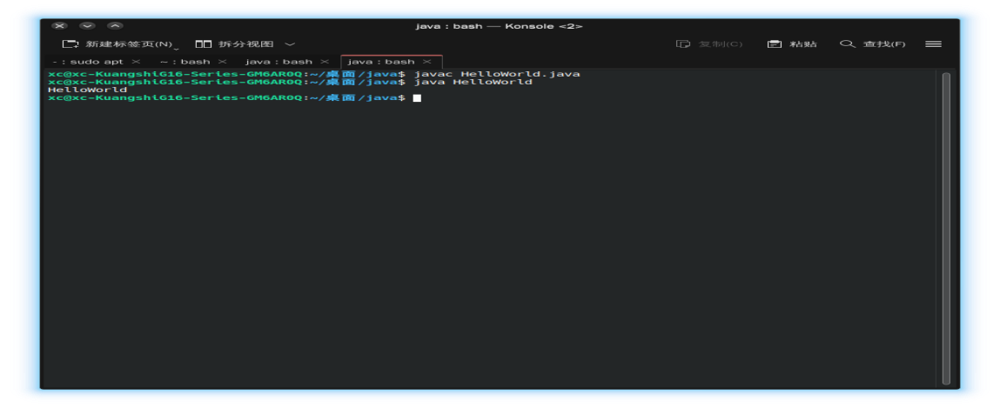 java : bash — Konsole <2>
新建标签页(N) 拆分视图 复制(C) 粘贴 查找(F)
- : sudo apt ~ : bash java : bash java : bash
xc@xc-KuangshiG16-Series-GM6AR0Q:~/桌面/java$ javac HelloWorld.java
xc@xc-KuangshiG16-Series-GM6AR0Q:~/桌面/java$ java HelloWorld
HelloWorld
xc@xc-KuangshiG16-Series-GM6AR0Q:~/桌面/java$